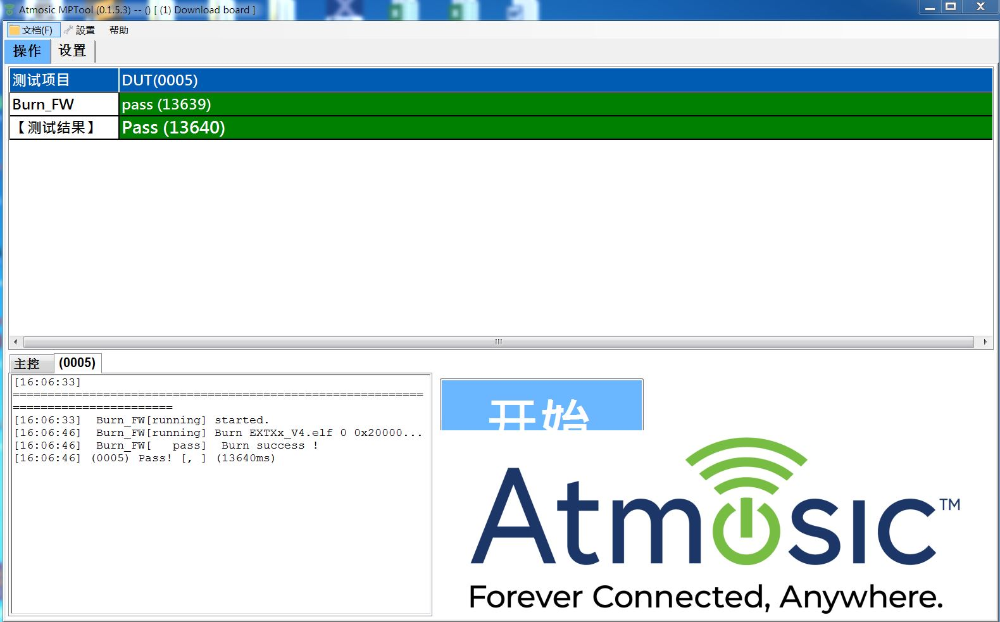 Atmosic MPTool (0.1.5.3) -- () [ (1) Download board ]
文档(F) 設置 帮助
操作 设置
测试项目 DUT(0005)
Burn_FW pass (13639)
【测试结果】 Pass (13640)
主控 (0005)
[16:06:33]
============================================================
=======================
[16:06:33]  Burn_FW[running] started.
[16:06:46]  Burn_FW[running] Burn EXTXx_V4.elf 0 0x20000...
[16:06:46]  Burn_FW[   pass]  Burn success !
[16:06:46] (0005) Pass! [, ] (13640ms)
开始
Atmosic™
Forever Connected, Anywhere.